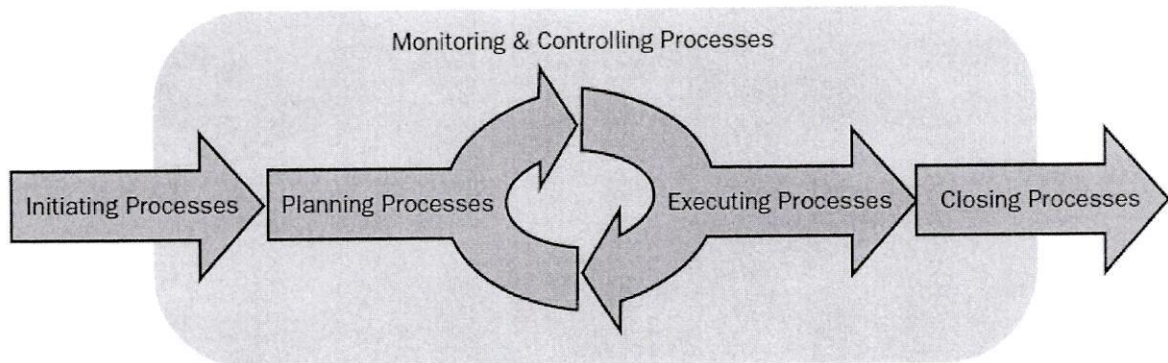 Monitoring & Controlling Processes
Initiating Processes
Planning Processes
Executing Processes
Closing Processes